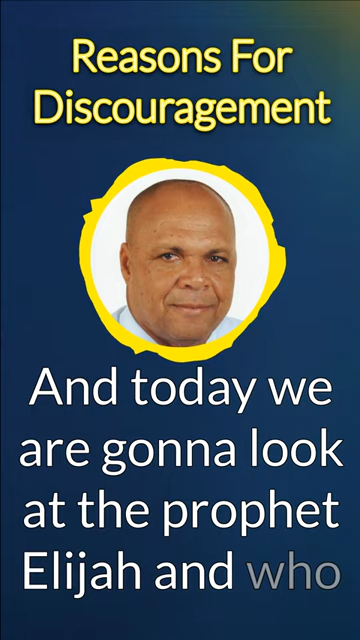 Reasons For
Discouragement
And today we
are gonna look
at the prophet
Elijah and who